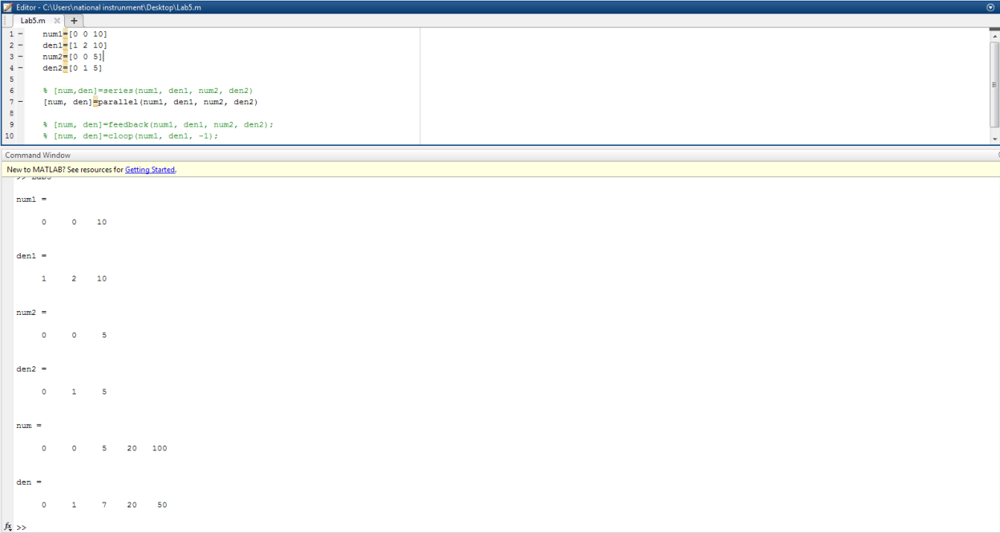 Editor - C:\Users\national instrunment\Desktop\Lab5.m
Lab5.m × +
1 − num1=[0 0 10]
2 − den1=[1 2 10]
3 − num2=[0 0 5]
4 − den2=[0 1 5]
5
6 % [num,den]=series(num1, den1, num2, den2)
7 − [num, den]=parallel(num1, den1, num2, den2)
8
9 % [num, den]=feedback(num1, den1, num2, den2);
10 % [num, den]=cloop(num1, den1, -1);
Command Window
New to MATLAB? See resources for Getting Started.
>> Lab5
num1 =
0 0 10
den1 =
1 2 10
num2 =
0 0 5
den2 =
0 1 5
num =
0 0 5 20 100
den =
0 1 7 20 50
fx >>